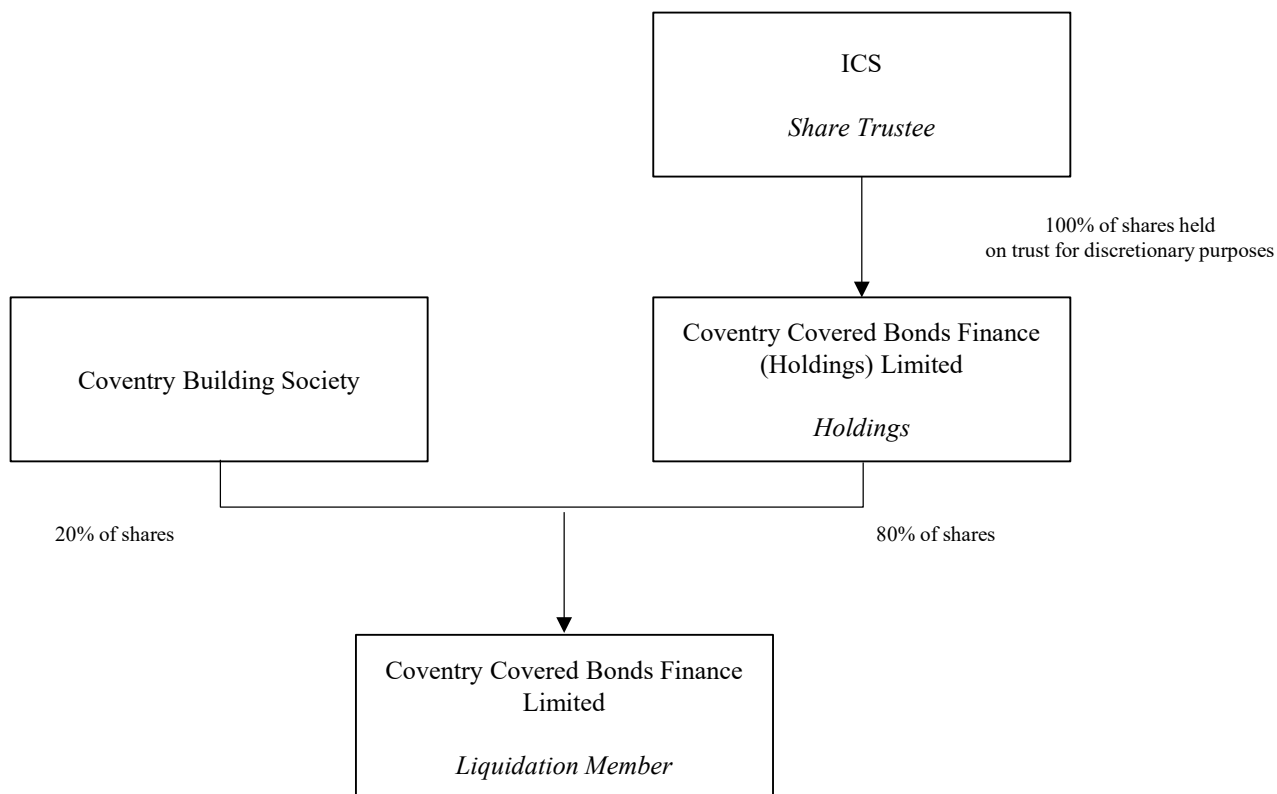 ICS
Share Trustee
100% of shares held
on trust for discretionary purposes
Coventry Building Society
Coventry Covered Bonds Finance
(Holdings) Limited
Holdings
20% of shares
80% of shares
Coventry Covered Bonds Finance
Limited
Liquidation Member